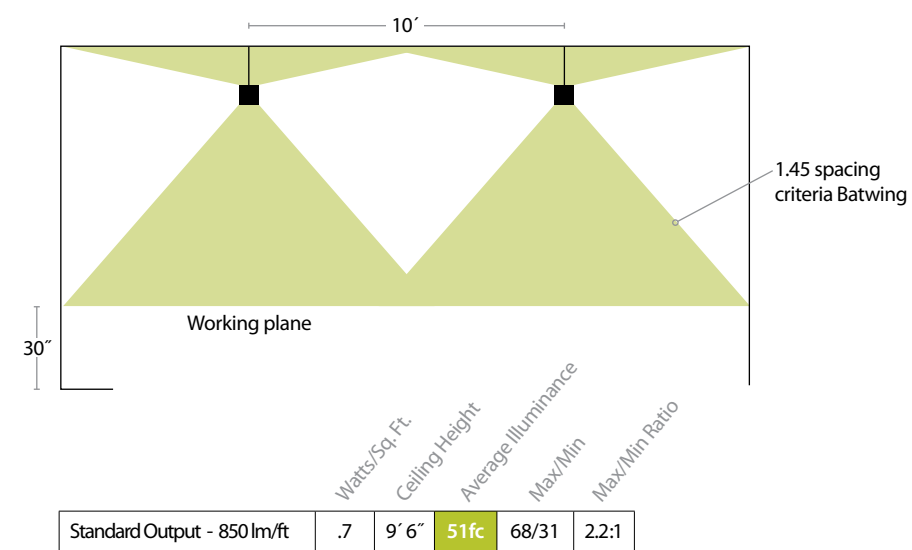 10´
1.45 spacing
criteria Batwing
Working plane
30˝
Watts/Sq. Ft.
Ceiling Height
Average Illuminance
Max/Min
Max/Min Ratio
Standard Output - 850 lm/ft .7 9´ 6˝ 51fc 68/31 2.2:1